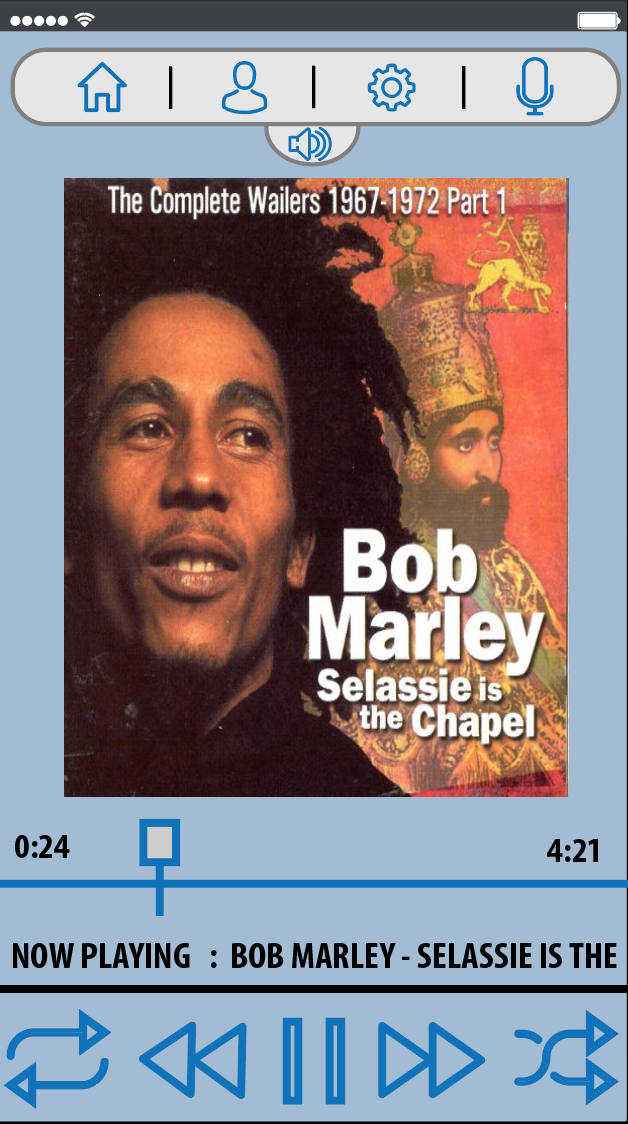 The Complete Wailers 1967-1972 Part 1
Bob
Marley
Selassie is
the Chapel
0:24
4:21
NOW PLAYING : BOB MARLEY - SELASSIE IS THE